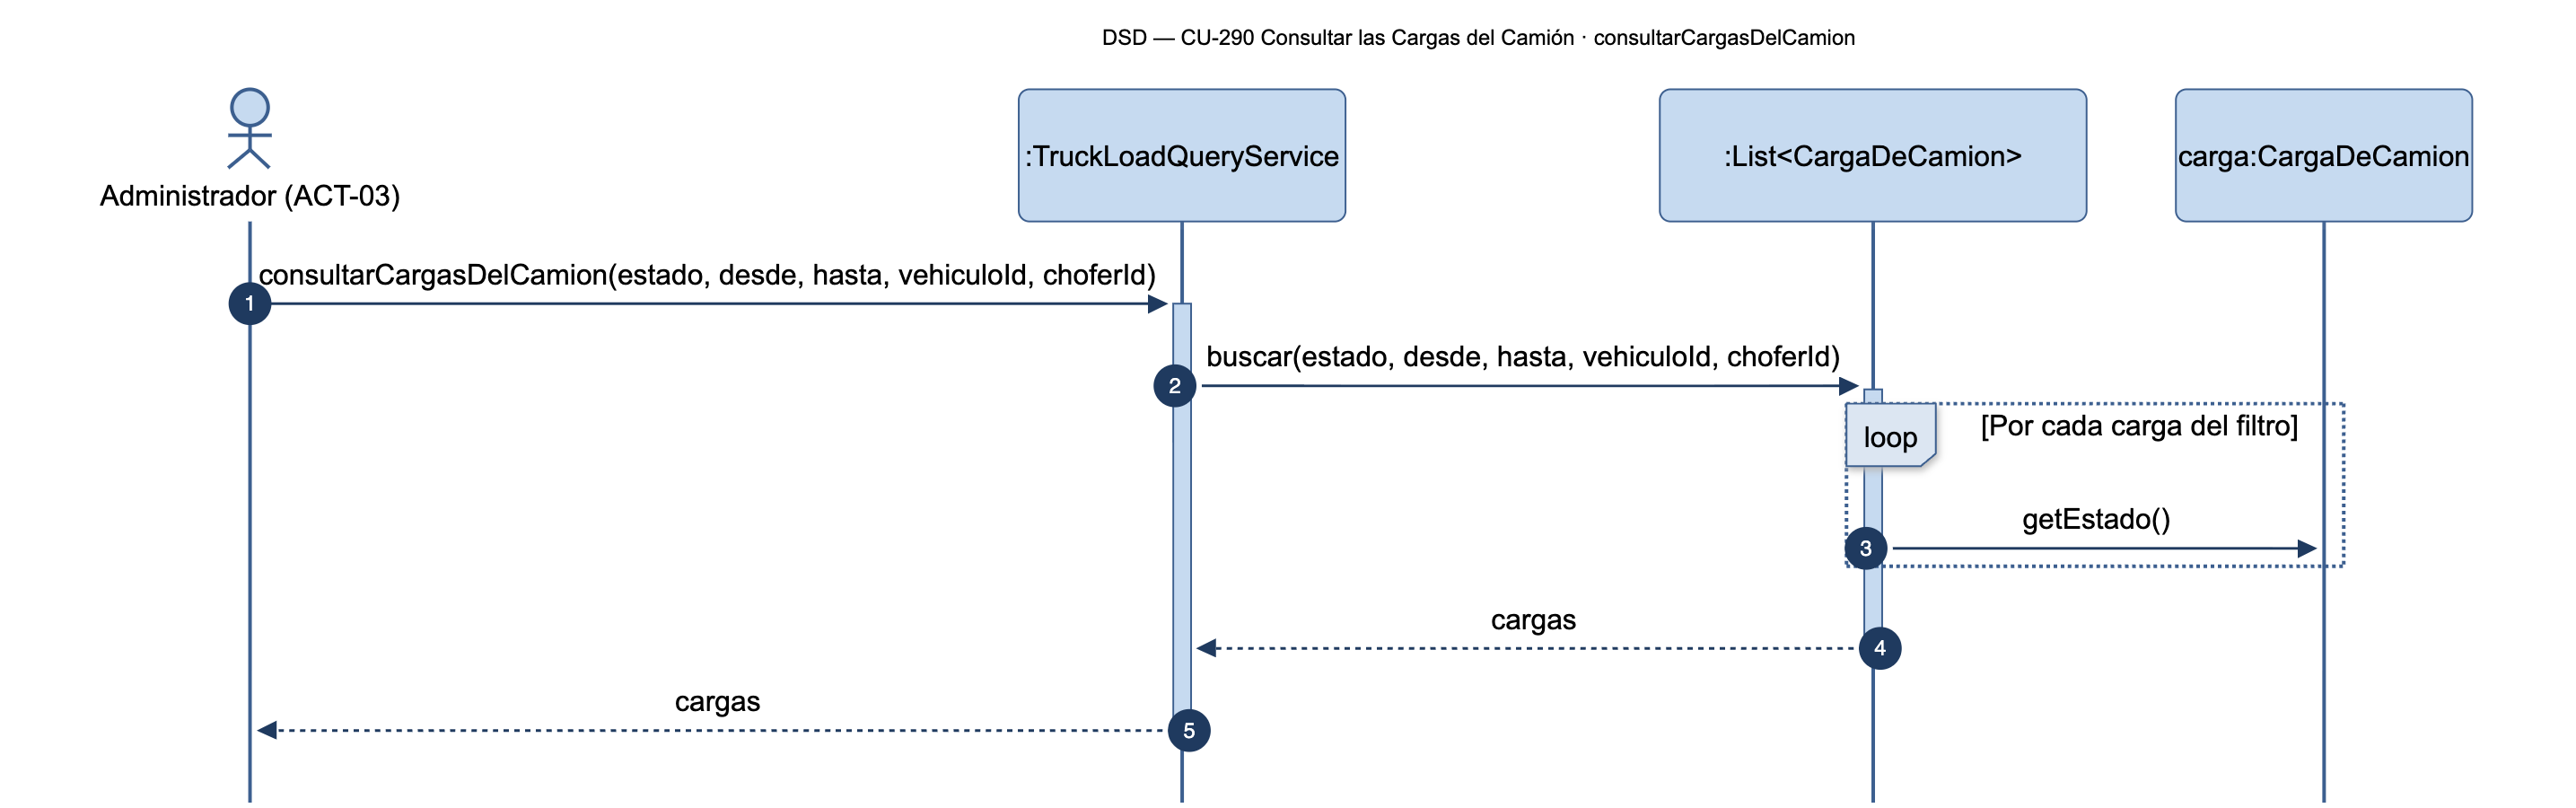 DSD — CU-290 Consultar las Cargas del Camión · consultarCargasDelCamion
Administrador (ACT-03)
:TruckLoadQueryService
:List<CargaDeCamion>
carga:CargaDeCamion
consultarCargasDelCamion(estado, desde, hasta, vehiculoId, choferId)
1
buscar(estado, desde, hasta, vehiculoId, choferId)
2
loop
[Por cada carga del filtro]
getEstado()
3
cargas
4
cargas
5